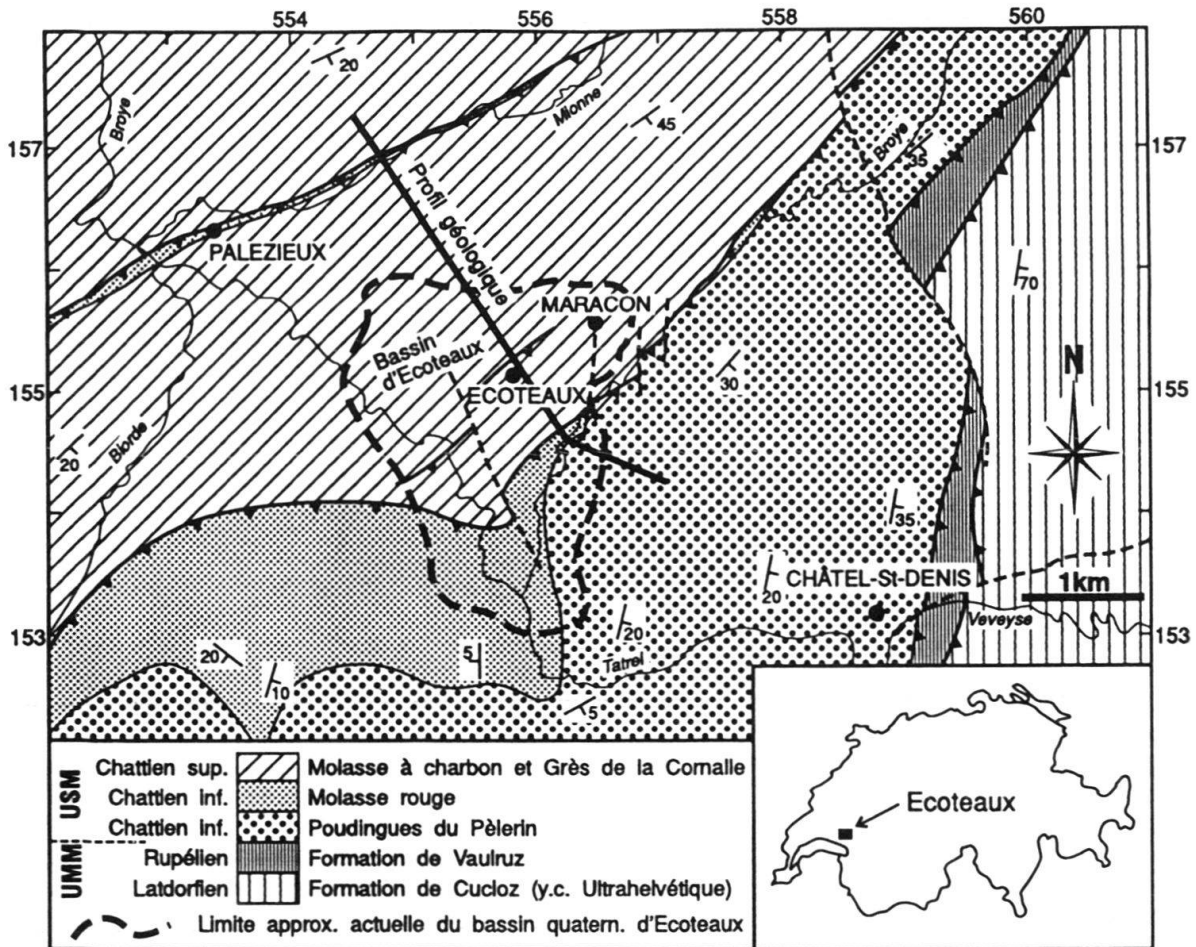 554 556 558 560
20
Broye
Mionne
45
157 157
Broye
35
Profil géologique
PALEZIEUX
70
MARACON
Bassin
d'Ecoteaux
N
30
155 155
ECOTEAUX
20
Biorde
35
CHÂTEL-St-DENIS
20
1km
Veveyse
153 153
20
20
5
Tatrel
10
5
Chattien sup. Molasse à charbon et Grès de la Cornalle
Chattien inf. Molasse rouge
Chattien inf. Poudingues du Pèlerin
Rupélien Formation de Vaulruz
Latdorfien Formation de Cucloz (y.c. Ultrahelvétique)
USM
UMM
Limite approx. actuelle du bassin quatern. d'Ecoteaux
Ecoteaux